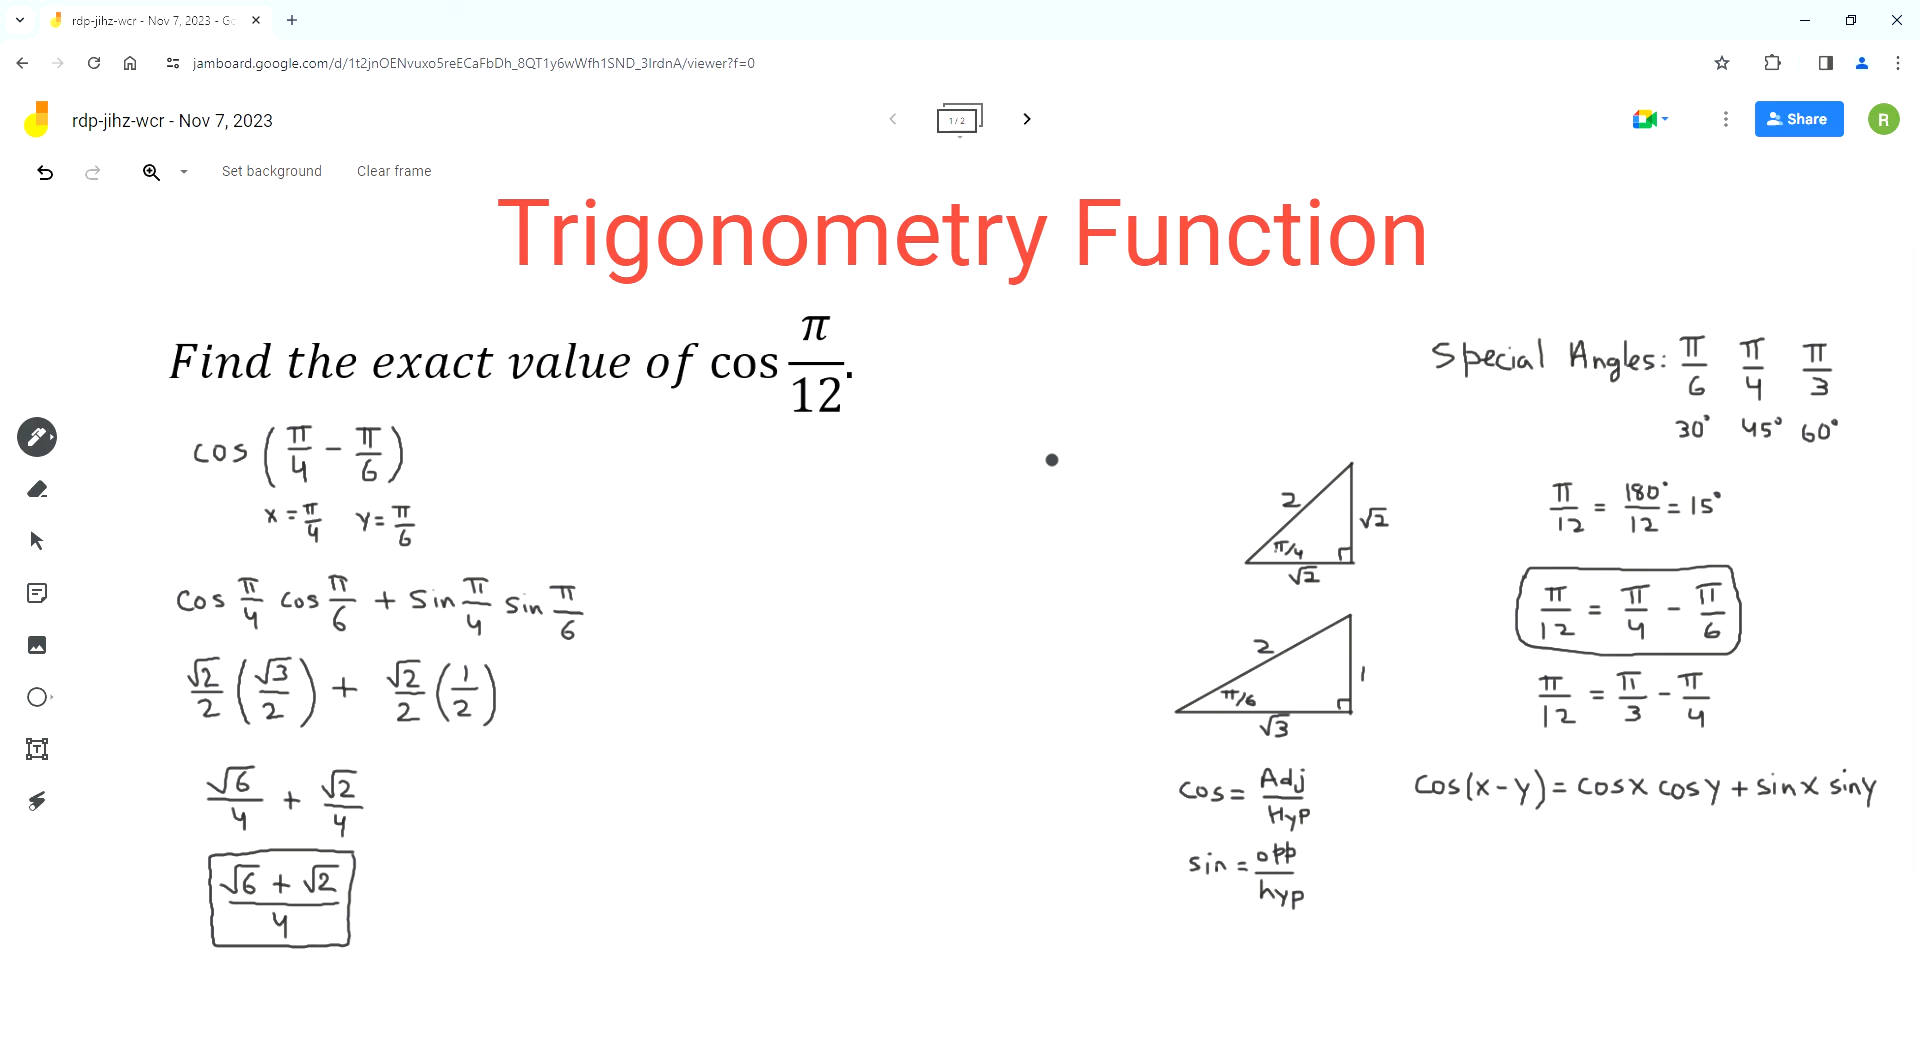 rdp-jihz-wcr - Nov 7, 2023 - Go
jamboard.google.com/d/1t2jnOENvuxo5reECaFbDh_8QT1y6wWfh1SND_3IrdnA/viewer?f=0
rdp-jihz-wcr - Nov 7, 2023
1 / 2
Share
R
Set background
Clear frame
Trigonometry Function
Find the exact value of cos π/12.
cos (π/4 - π/6)
x = π/4 y = π/6
cos π/4 cos π/6 + sin π/4 sin π/6
√2/2 (√3/2) + √2/2 (1/2)
√6/4 + √2/4
(√6 + √2)/4
2
√2
π/4
√2
2
1
π/6
√3
cos = Adj/Hyp
sin = opp/hyp
Special Angles: π/6 π/4 π/3
30° 45° 60°
π/12 = 180°/12 = 15°
π/12 = π/4 - π/6
π/12 = π/3 - π/4
cos(x-y) = cosx cosy + sinx siny